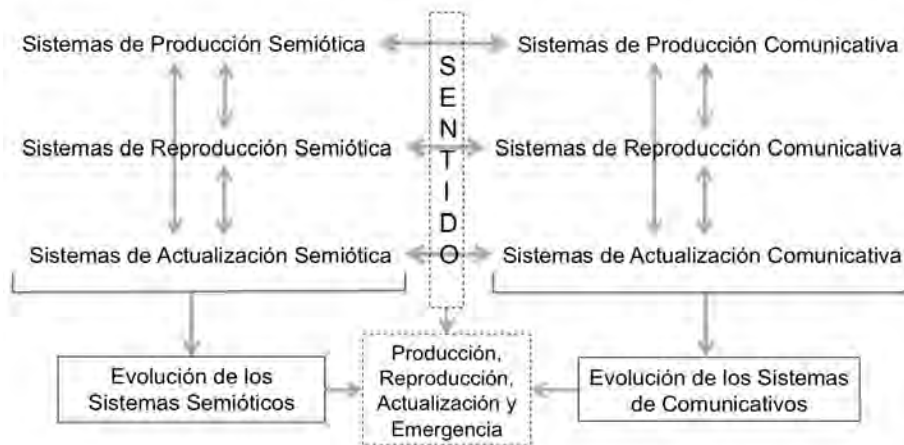 Sistemas de Producción Semiótica
Sistemas de Producción Comunicativa
Sistemas de Reproducción Semiótica
Sistemas de Reproducción Comunicativa
Sistemas de Actualización Semiótica
Sistemas de Actualización Comunicativa
S
E
N
T
I
D
O
Evolución de los
Sistemas Semióticos
Producción,
Reproducción,
Actualización y
Emergencia
Evolución de los Sistemas
de Comunicativos